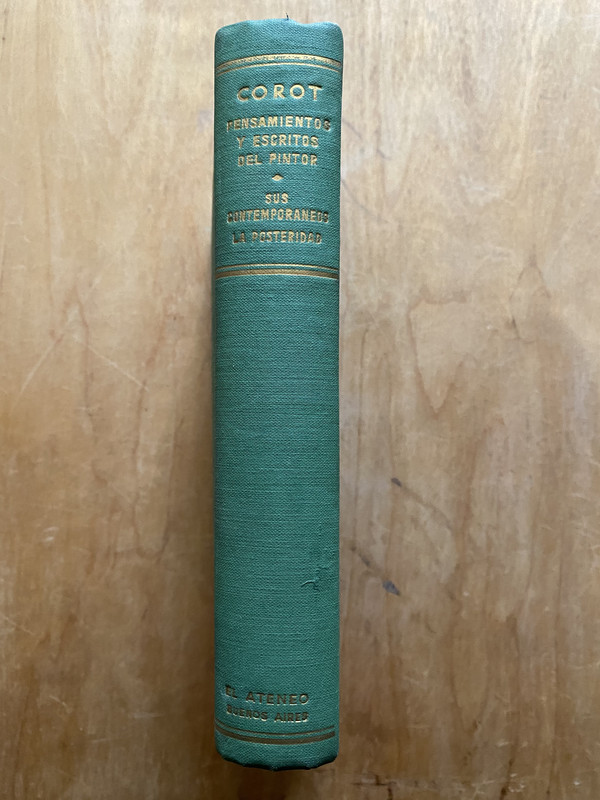 COROT
PENSAMIENTOS
Y ESCRITOS
DEL PINTOR
SUS
CONTEMPORANEOS
LA POSTERIDAD
EL ATENEO
BUENOS AIRES